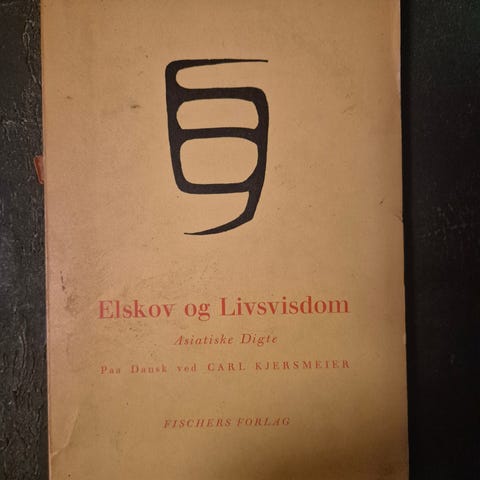 Elskov og Livsvisdom
Asiatiske Digte
Paa Dansk ved CARL KJERSMEIER
FISCHERS FORLAG